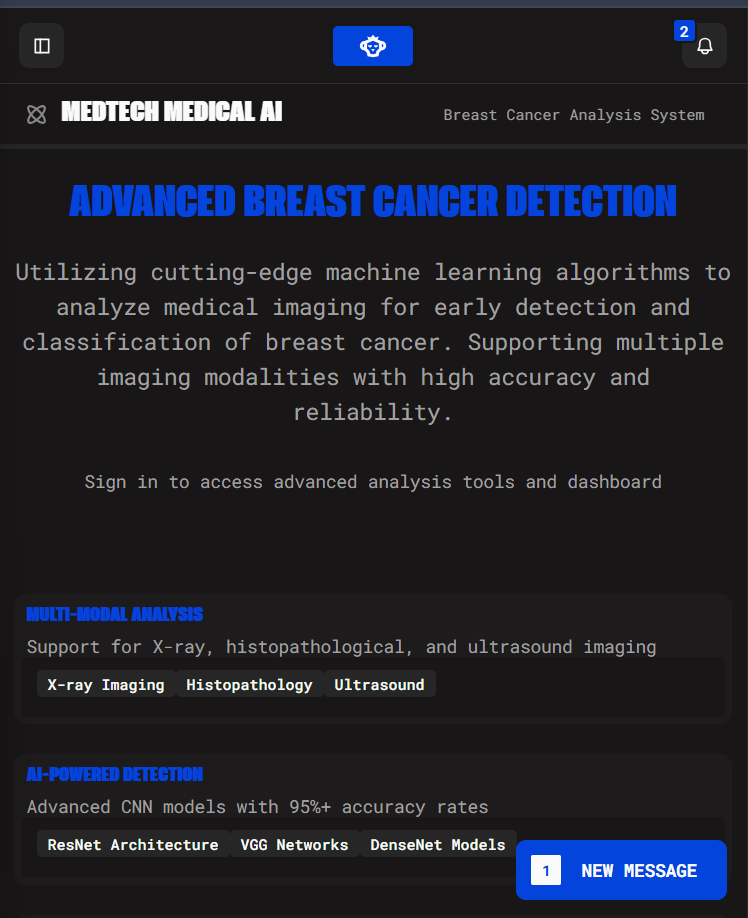 2
MEDTECH MEDICAL AI
Breast Cancer Analysis System
ADVANCED BREAST CANCER DETECTION
Utilizing cutting-edge machine learning algorithms to
analyze medical imaging for early detection and
classification of breast cancer. Supporting multiple
imaging modalities with high accuracy and
reliability.
Sign in to access advanced analysis tools and dashboard
MULTI-MODAL ANALYSIS
Support for X-ray, histopathological, and ultrasound imaging
X-ray Imaging Histopathology Ultrasound
AI-POWERED DETECTION
Advanced CNN models with 95%+ accuracy rates
ResNet Architecture VGG Networks DenseNet Models
1 NEW MESSAGE